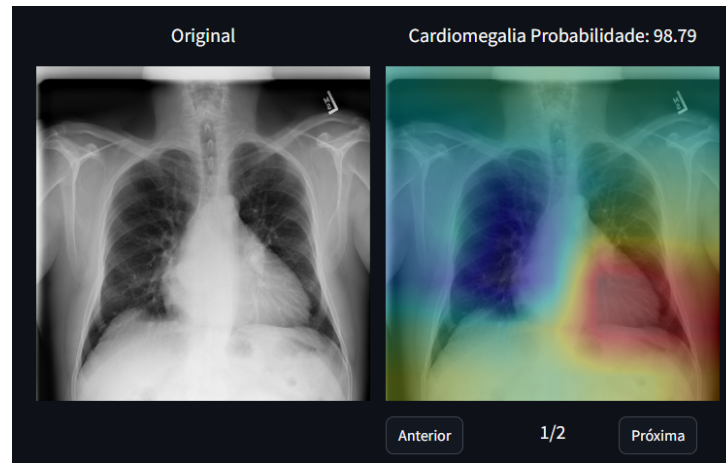 Original
Cardiomegalia Probabilidade: 98.79
Anterior
1/2
Próxima